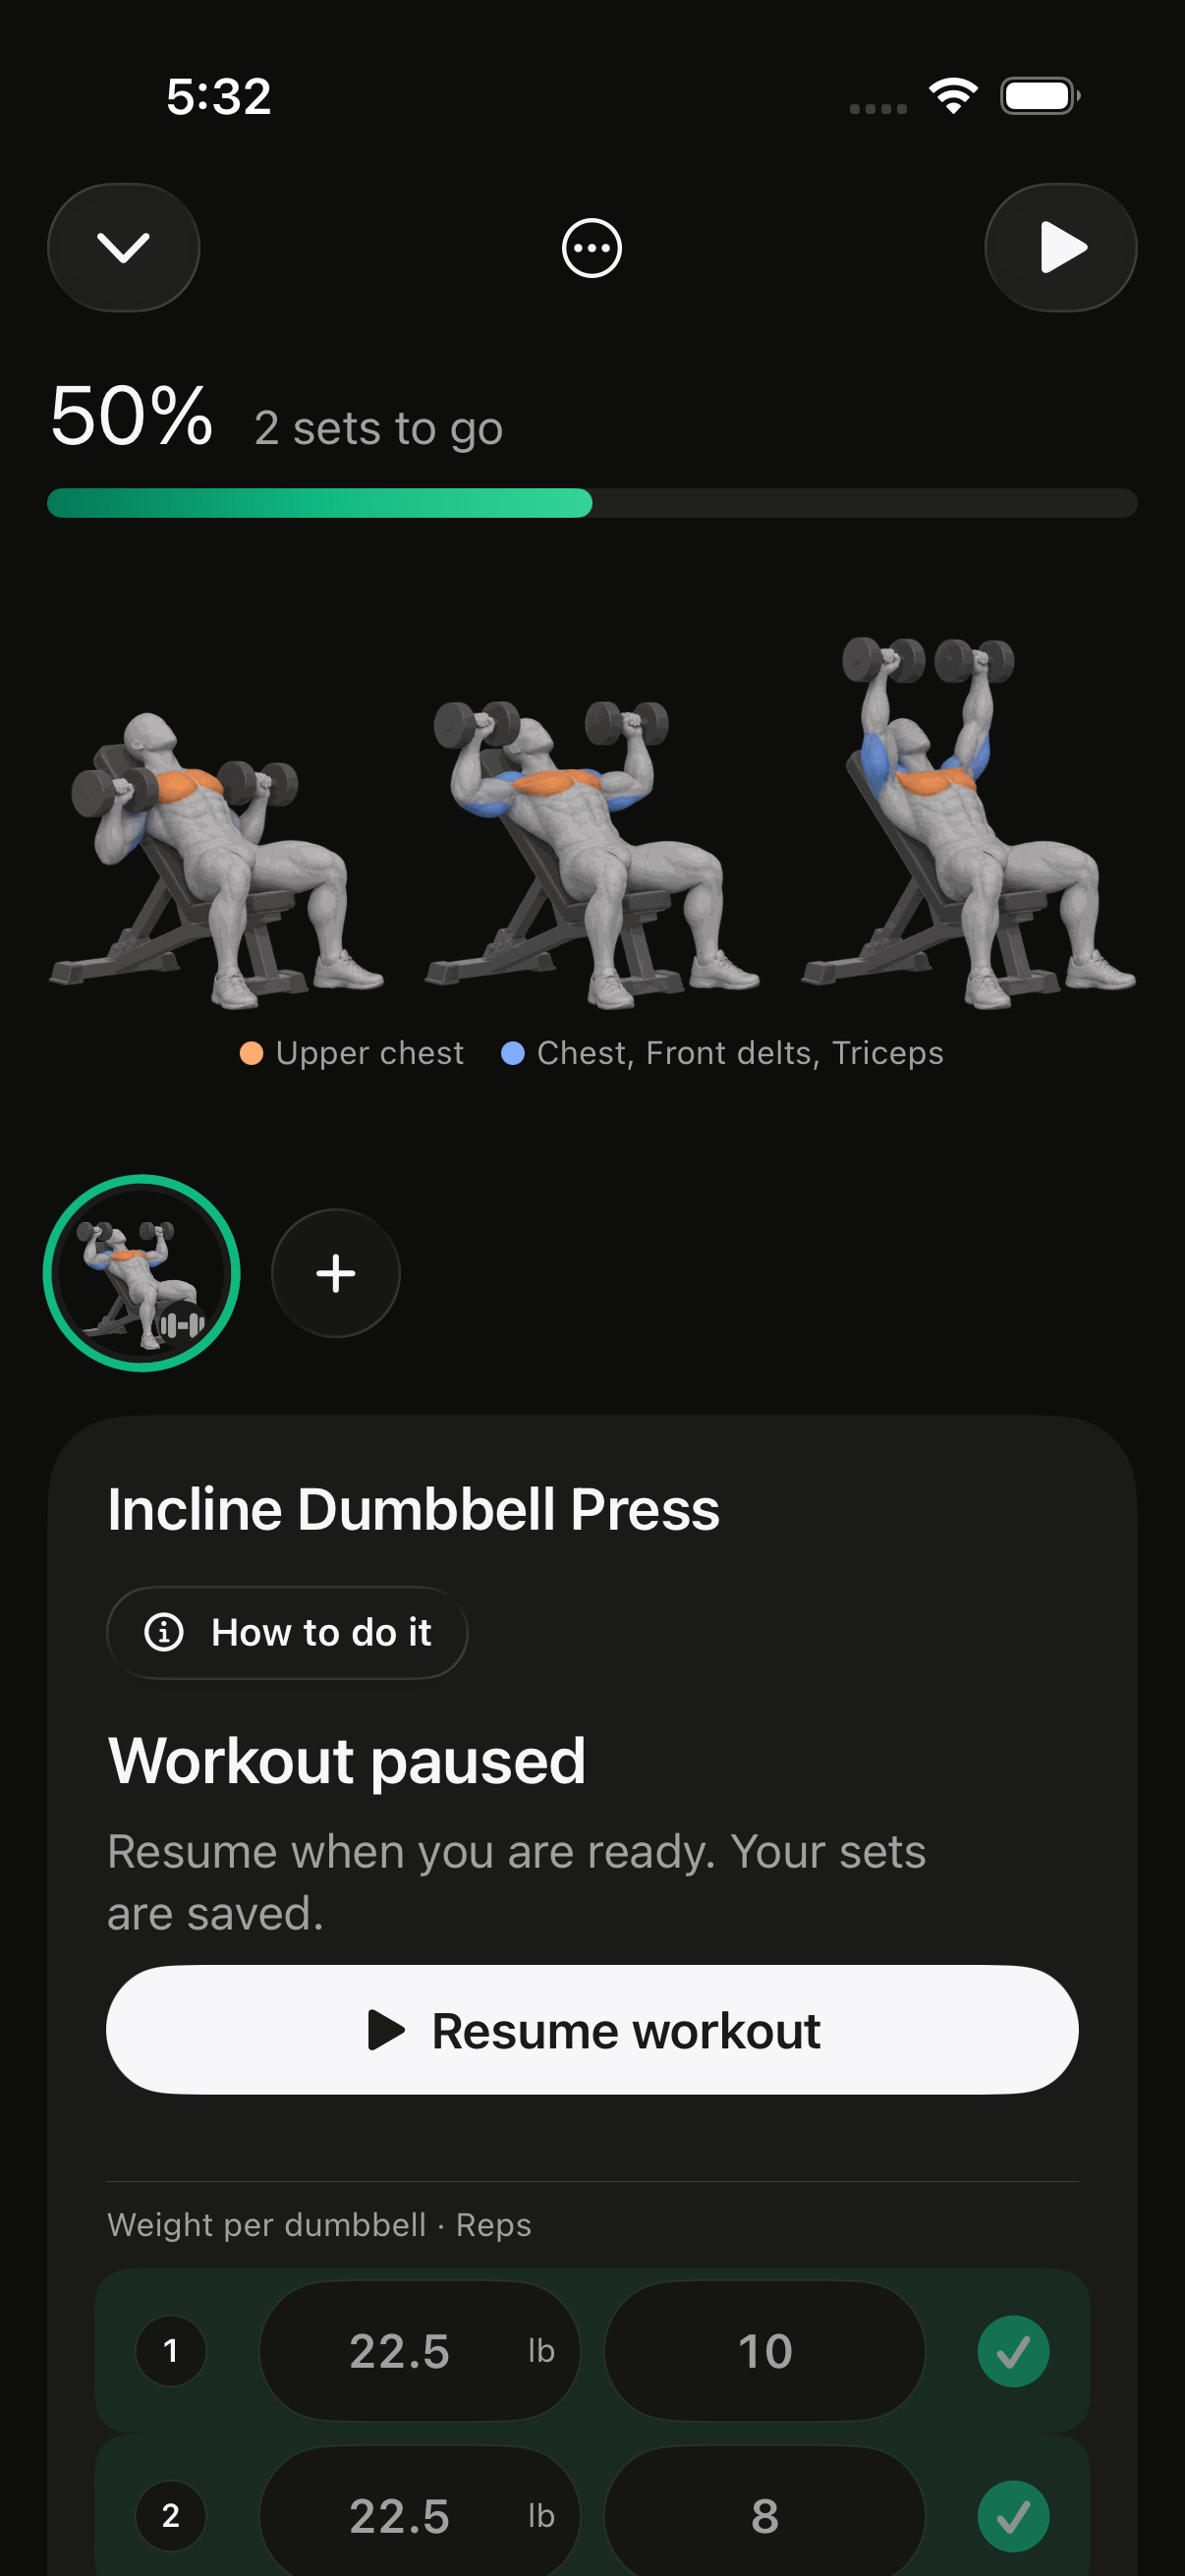 5:32
50% 2 sets to go
Upper chest Chest, Front delts, Triceps
Incline Dumbbell Press
How to do it
Workout paused
Resume when you are ready. Your sets
are saved.
Resume workout
Weight per dumbbell · Reps
1 22.5 lb 10
2 22.5 lb 8